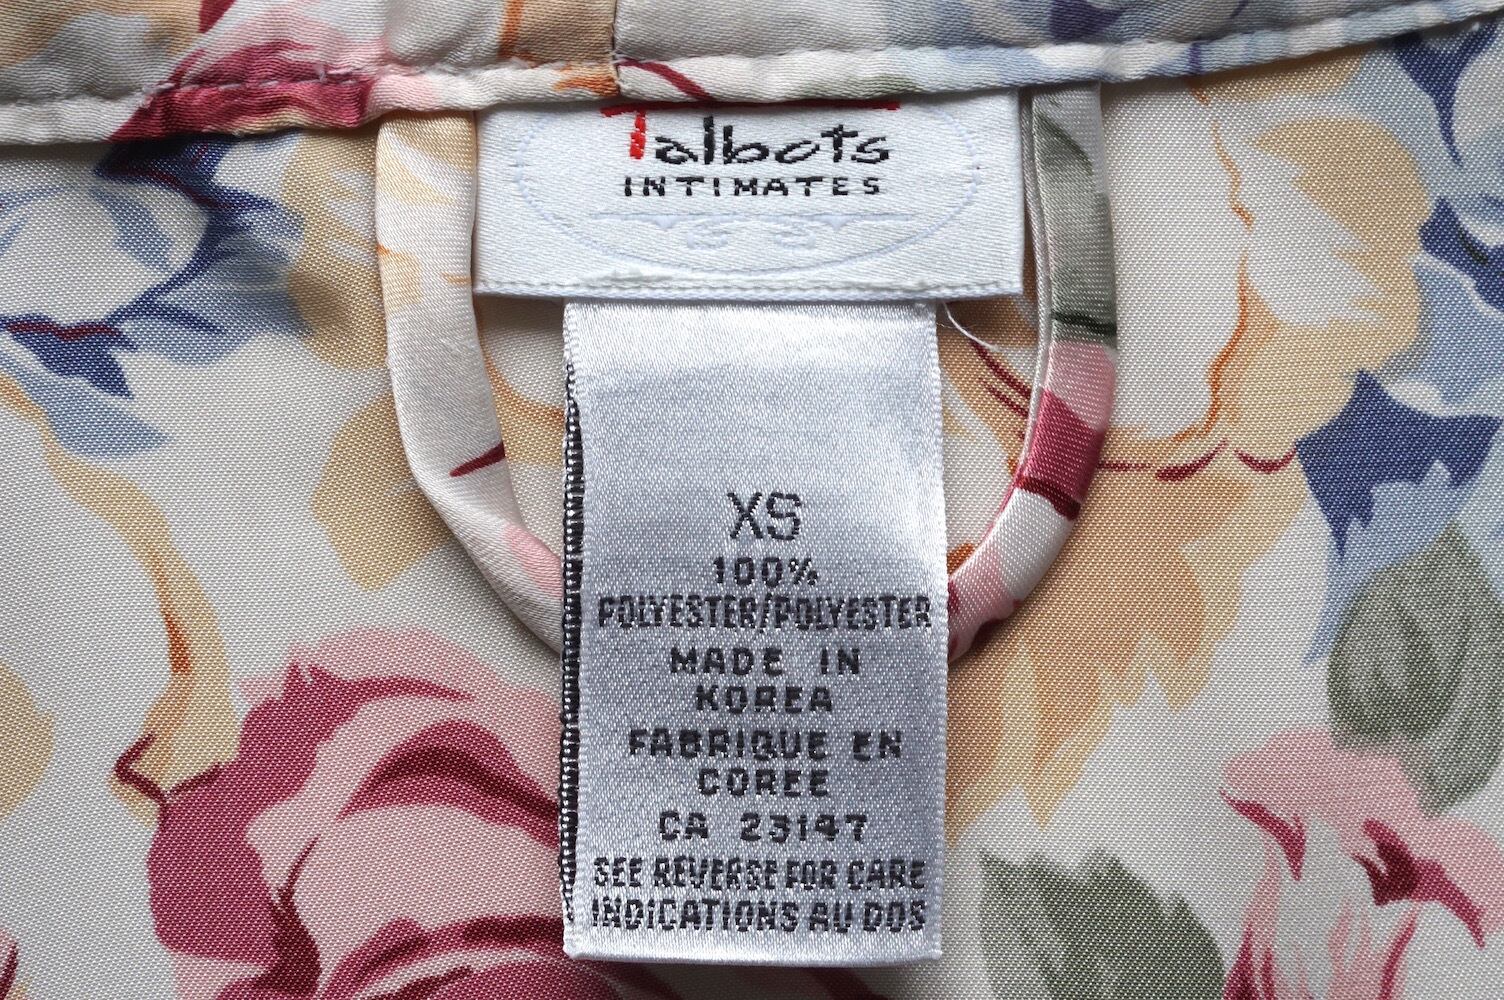 Talbots
INTIMATES
XS
100%
POLYESTER/POLYESTER
MADE IN
KOREA
FABRIQUE EN
COREE
CA 23147
SEE REVERSE FOR CARE
INDICATIONS AU DOS